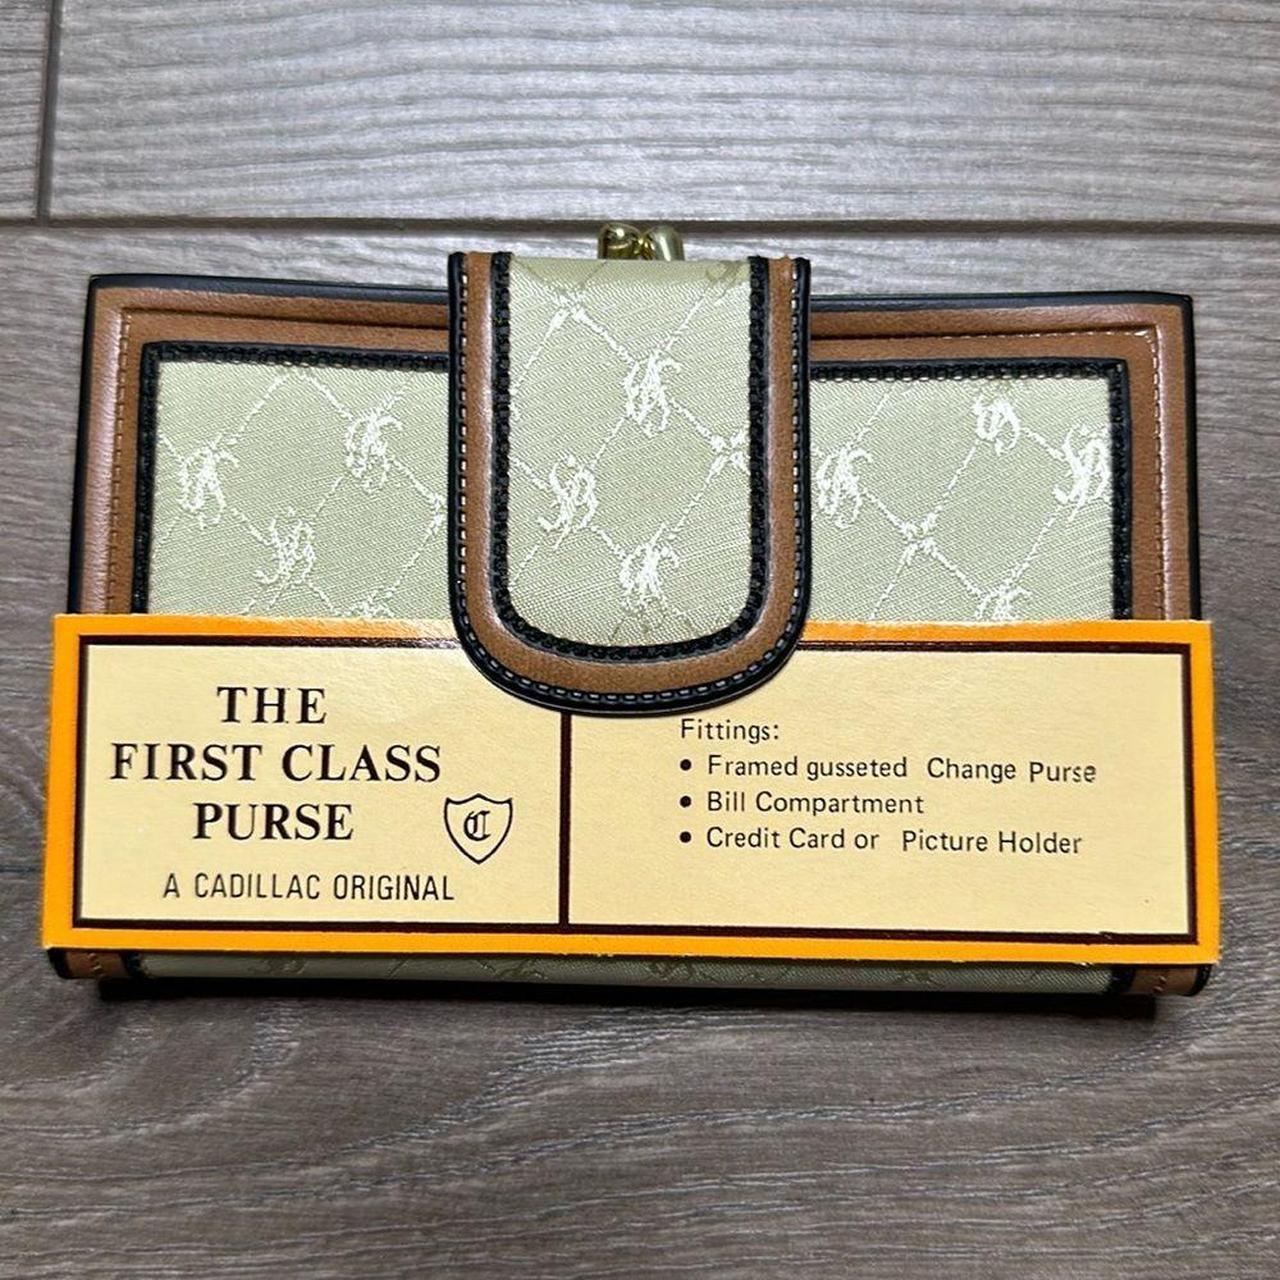 THE
FIRST CLASS
PURSE
C
A CADILLAC ORIGINAL
Fittings:
• Framed gusseted Change Purse
• Bill Compartment
• Credit Card or Picture Holder